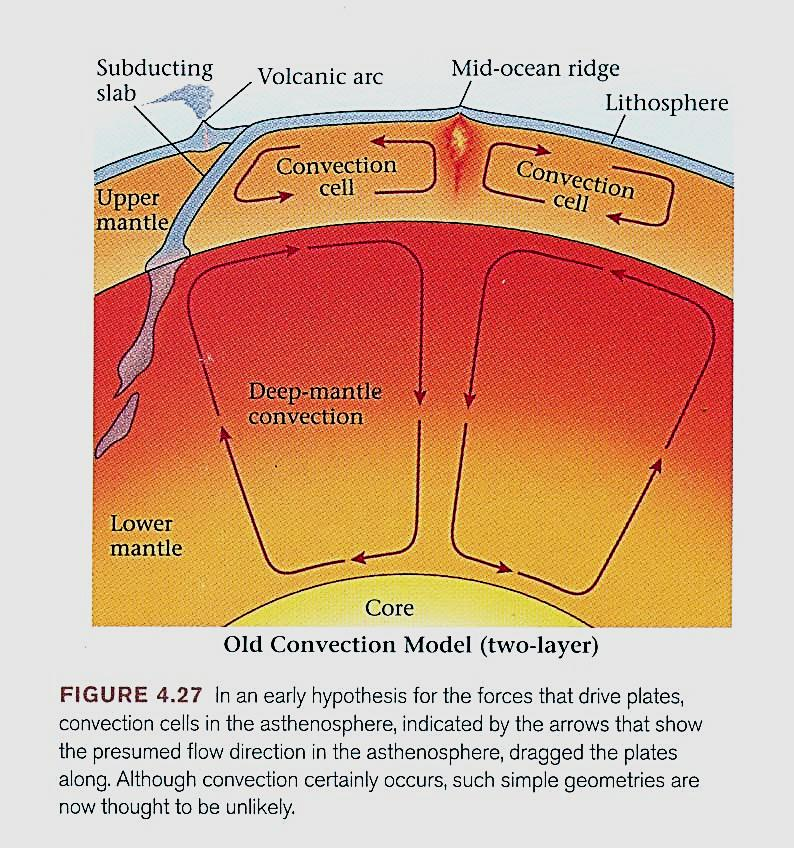 Subducting
slab
Volcanic arc
Mid-ocean ridge
Lithosphere
Convection
cell
Convection
cell
Upper
mantle
Deep-mantle
convection
Lower
mantle
Core
Old Convection Model (two-layer)
FIGURE 4.27 In an early hypothesis for the forces that drive plates,
convection cells in the asthenosphere, indicated by the arrows that show
the presumed flow direction in the asthenosphere, dragged the plates
along. Although convection certainly occurs, such simple geometries are
now thought to be unlikely.